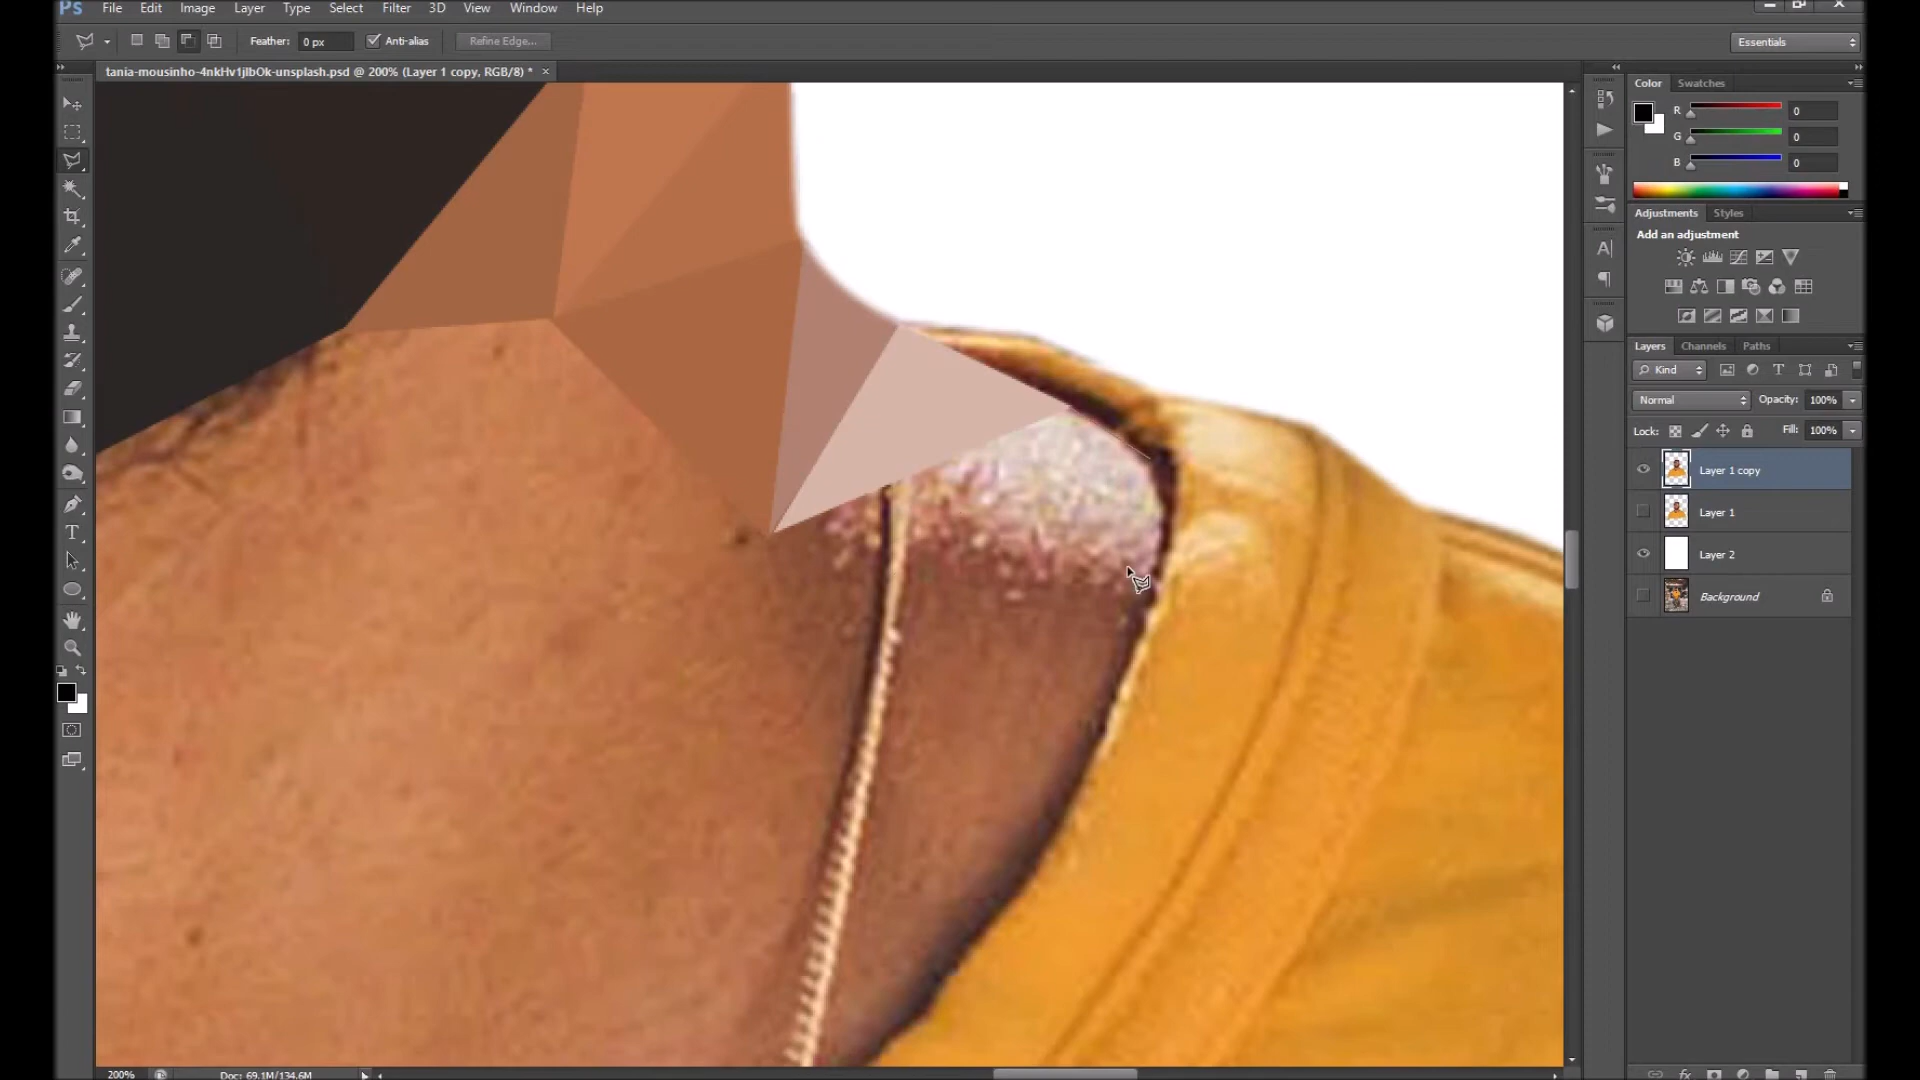 Ps File Edit Image Layer Type Select Filter 3D View Window Help
Feather: 0 px Anti-alias Refine Edge... Essentials
tania-mousinho-4nkHv1jIbOk-unsplash.psd @ 200% (Layer 1 copy, RGB/8) * ×
Color Swatches
R 0
G 0
B 0
Adjustments Styles
Add an adjustment
Layers Channels Paths
Kind
Normal Opacity: 100%
Lock: Fill: 100%
Layer 1 copy
Layer 1
Layer 2
Background
200% Doc: 69.1M/134.6M